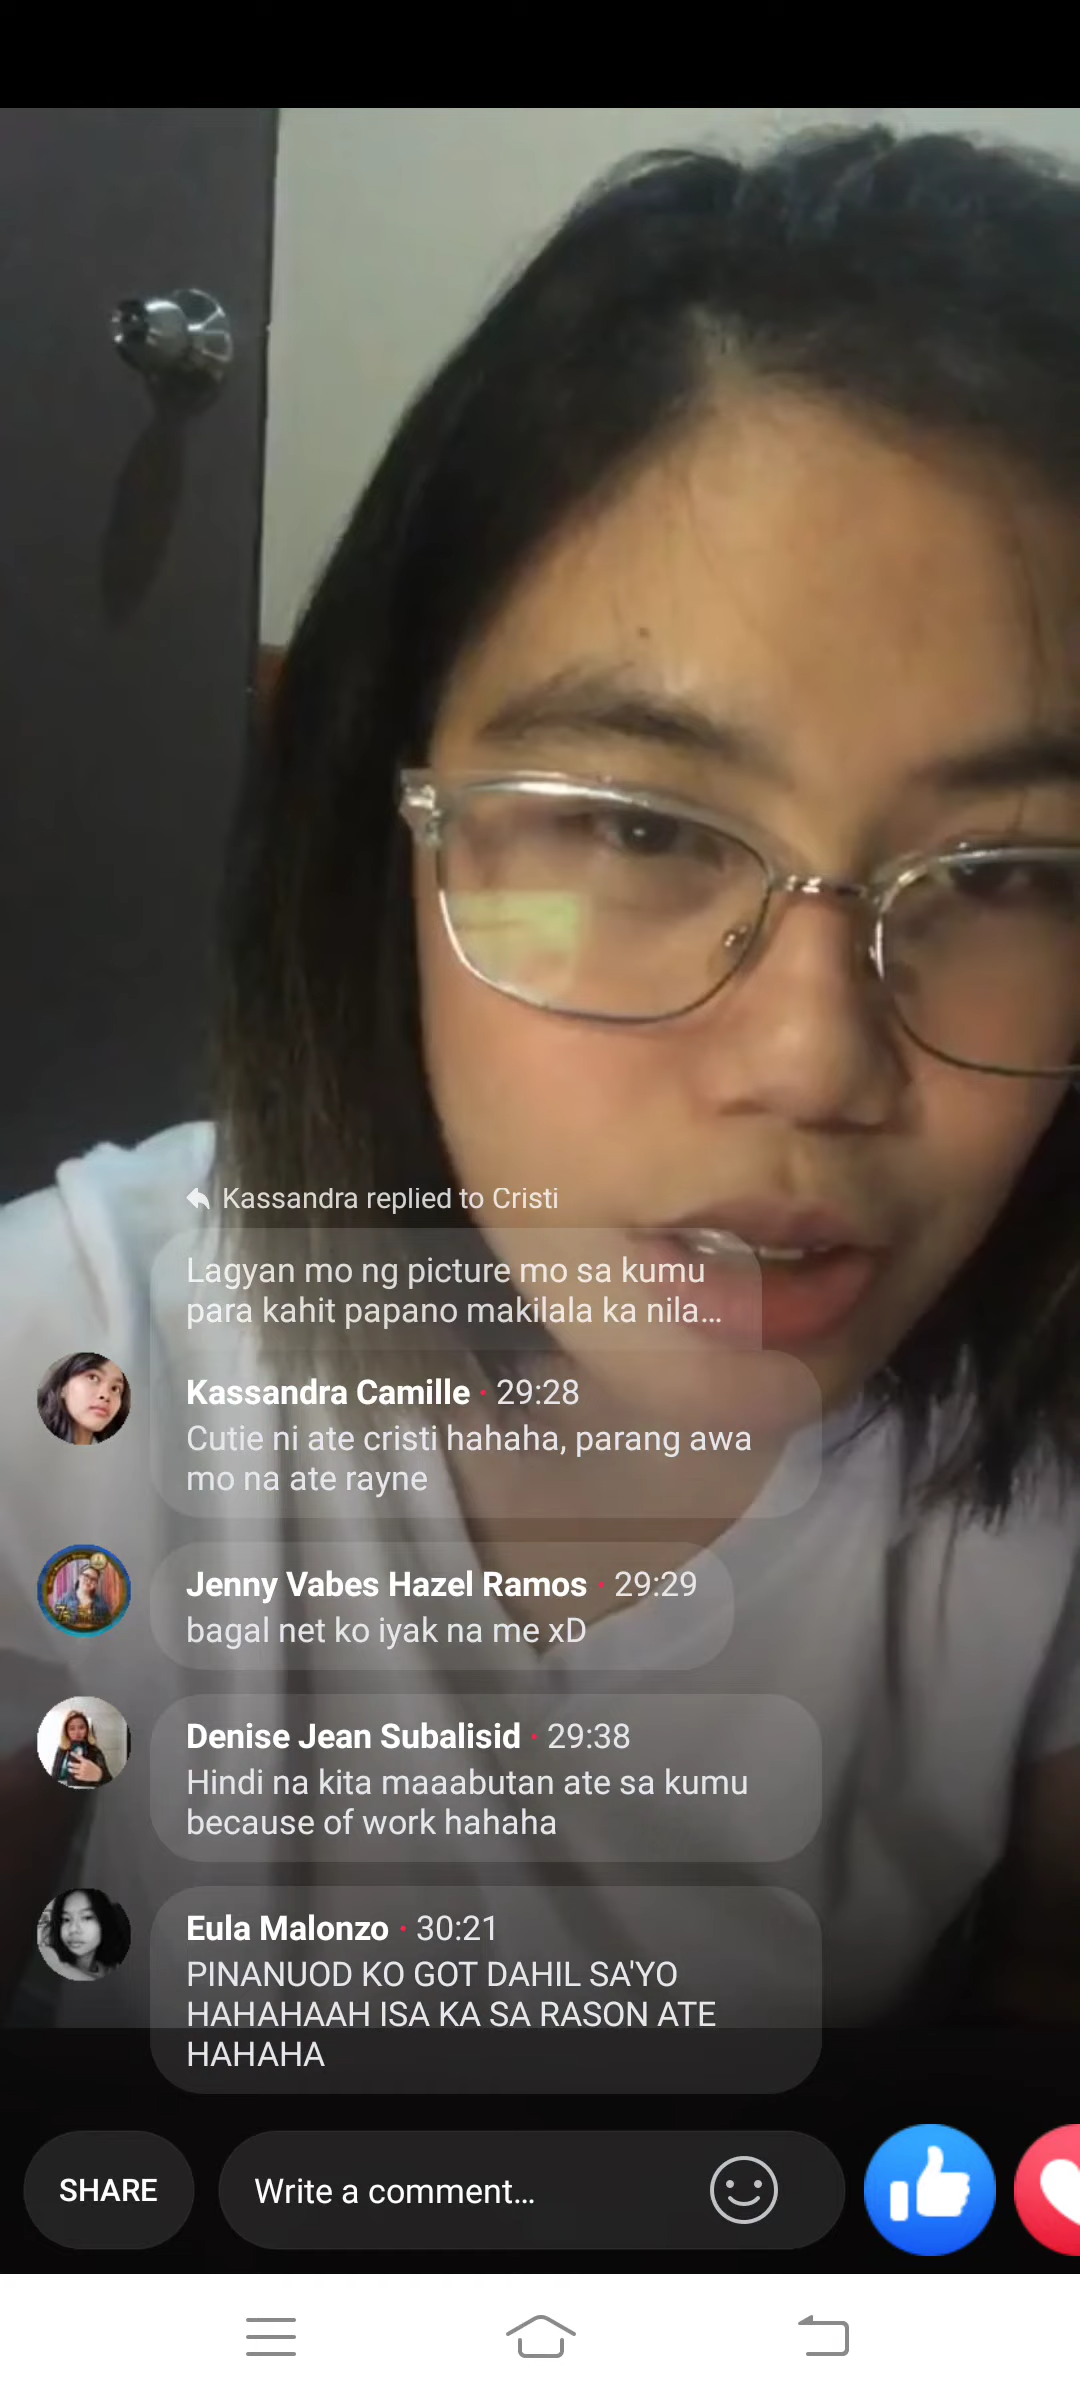 Kassandra replied to Cristi
Lagyan mo ng picture mo sa kumu
para kahit papano makilala ka nila...
Kassandra Camille · 29:28
Cutie ni ate cristi hahaha, parang awa
mo na ate rayne
Jenny Vabes Hazel Ramos · 29:29
bagal net ko iyak na me xD
Denise Jean Subalisid · 29:38
Hindi na kita maaabutan ate sa kumu
because of work hahaha
Eula Malonzo · 30:21
PINANUOD KO GOT DAHIL SA'YO
HAHAHAAH ISA KA SA RASON ATE
HAHAHA
SHARE
Write a comment...